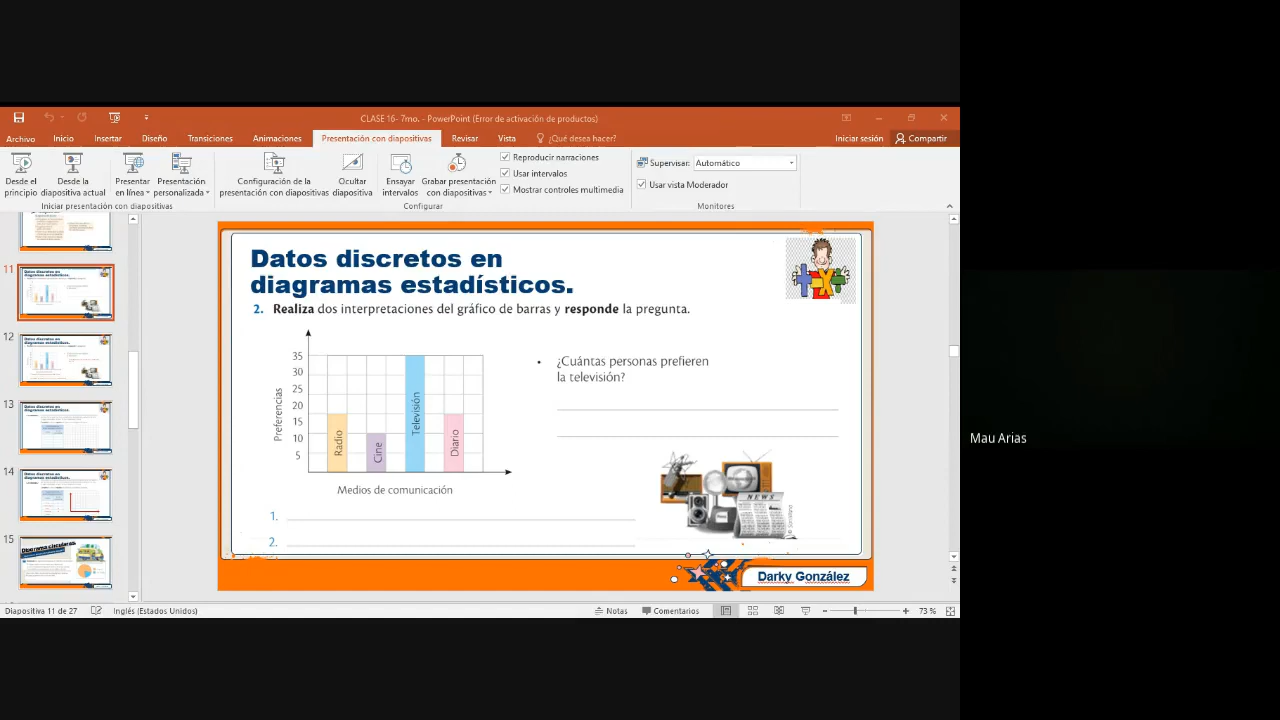 CLASE 16- 7mo. - PowerPoint (Error de activación de productos)
Archivo Inicio Insertar Diseño Transiciones Animaciones Presentación con diapositivas Revisar Vista ¿Qué desea hacer? Iniciar sesión Compartir
Desde el principio
Desde la diapositiva actual
Presentar en línea
Presentación personalizada
Iniciar presentación con diapositivas
Configuración de la presentación con diapositivas
Ocultar diapositiva
Ensayar intervalos
Grabar presentación con diapositivas
Reproducir narraciones
Usar intervalos
Mostrar controles multimedia
Configurar
Supervisar: Automático
Usar vista Moderador
Monitores
11
12
13
14
15
Datos discretos en
diagramas estadísticos.
2. Realiza dos interpretaciones del gráfico de barras y responde la pregunta.
Preferencias
35
30
25
20
15
10
5
Radio
Cine
Televisión
Diario
Medios de comunicación
• ¿Cuántas personas prefieren
la televisión?
NEWS
1.
2.
Darky González
Mau Arias
Diapositiva 11 de 27 Inglés (Estados Unidos) Notas Comentarios 73 %